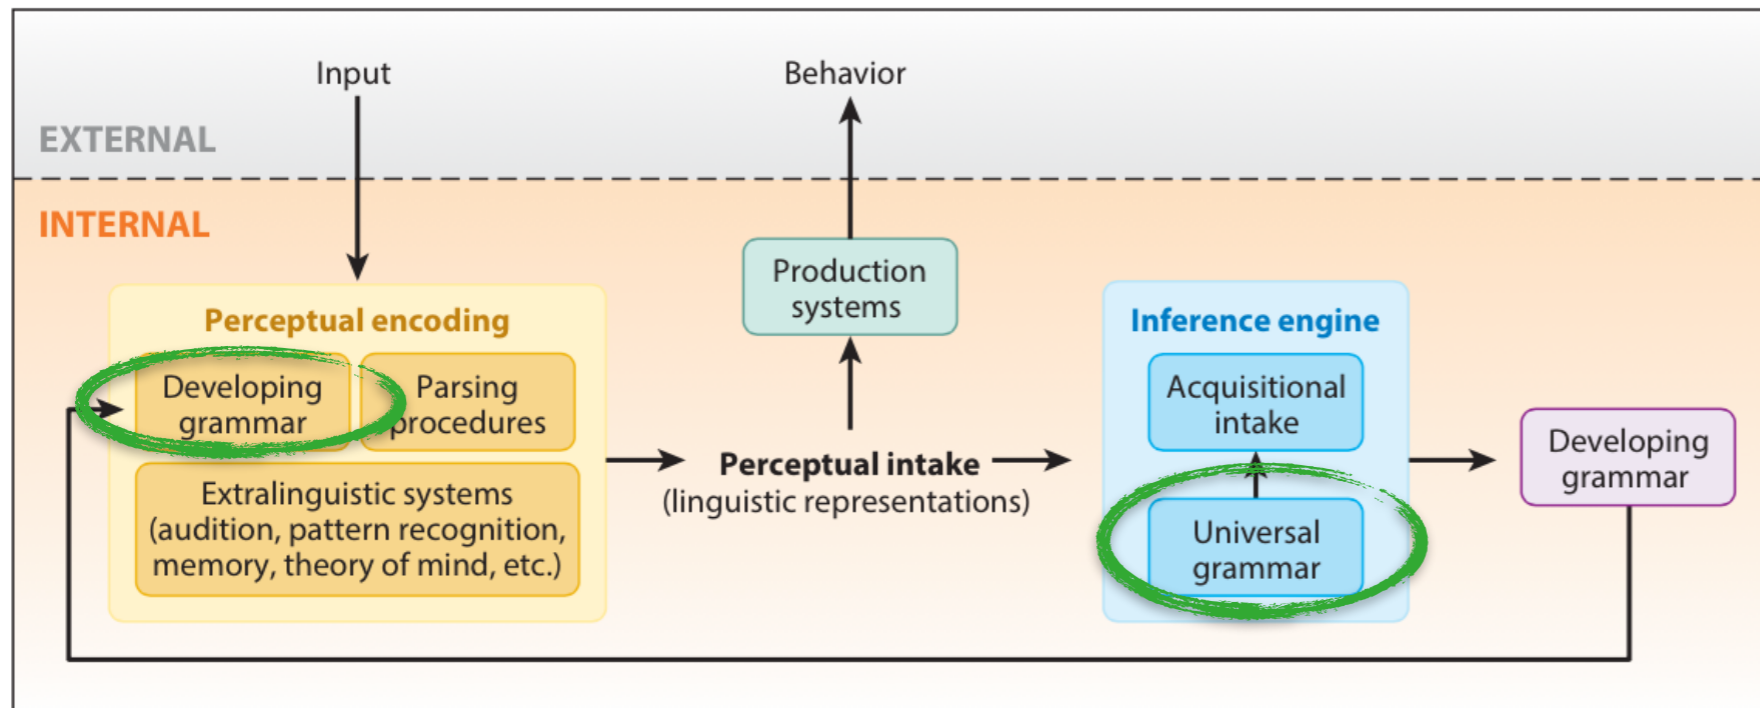 Input
Behavior
EXTERNAL
INTERNAL
Perceptual encoding
Developing
grammar
Parsing
procedures
Extralinguistic systems
(audition, pattern recognition,
memory, theory of mind, etc.)
Production
systems
Perceptual intake
(linguistic representations)
Inference engine
Acquisitional
intake
Universal
grammar
Developing
grammar